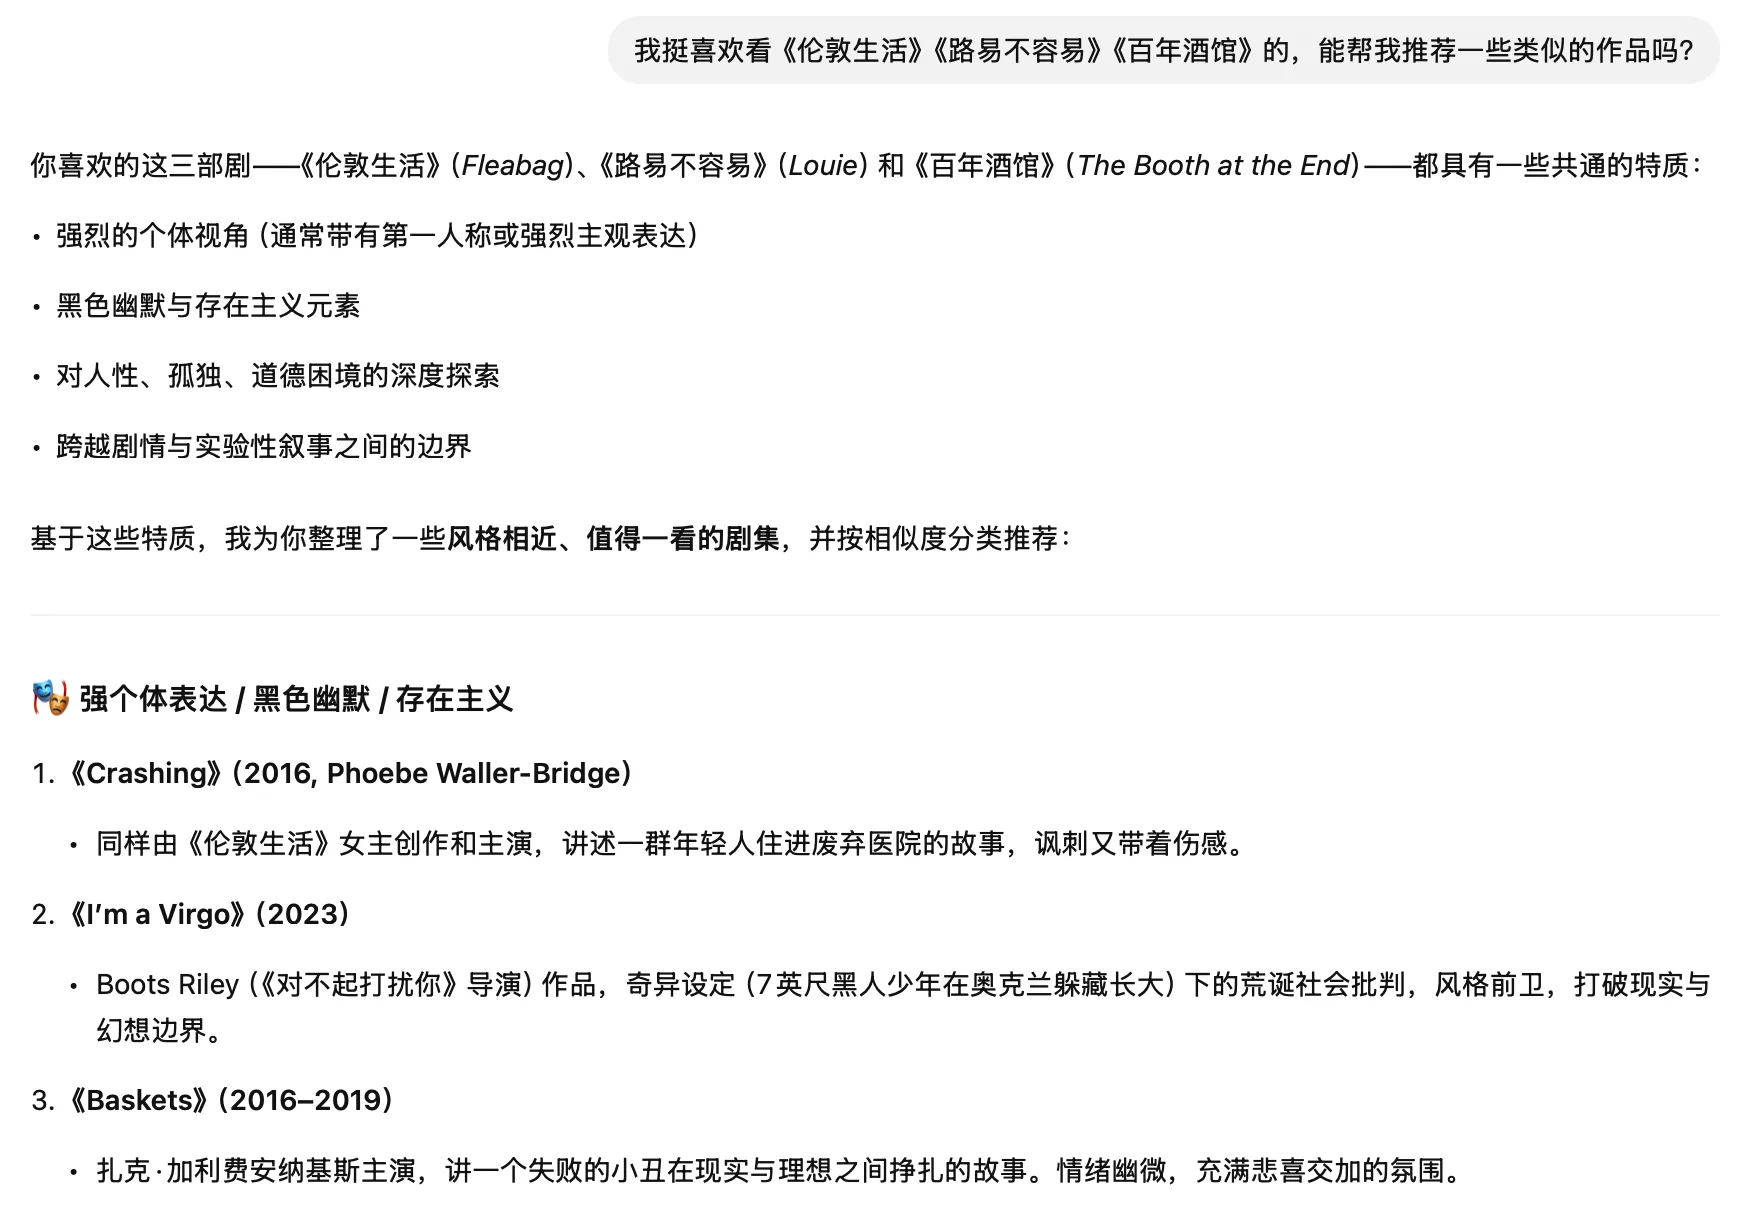 我挺喜欢看《伦敦生活》《路易不容易》《百年酒馆》的，能帮我推荐一些类似的作品吗？
你喜欢的这三部剧——《伦敦生活》（Fleabag）、《路易不容易》（Louie）和《百年酒馆》（The Booth at the End）——都具有一些共通的特质：
• 强烈的个体视角（通常带有第一人称或强烈主观表达）
• 黑色幽默与存在主义元素
• 对人性、孤独、道德困境的深度探索
• 跨越剧情与实验性叙事之间的边界
基于这些特质，我为你整理了一些风格相近、值得一看的剧集，并按相似度分类推荐：
🎭 强个体表达 / 黑色幽默 / 存在主义
1. 《Crashing》（2016, Phoebe Waller-Bridge）
• 同样由《伦敦生活》女主创作和主演，讲述一群年轻人住进废弃医院的故事，讽刺又带着伤感。
2. 《I’m a Virgo》（2023）
• Boots Riley（《对不起打扰你》导演）作品，奇异设定（7英尺黑人少年在奥克兰躲藏长大）下的荒诞社会批判，风格前卫，打破现实与
幻想边界。
3. 《Baskets》（2016–2019）
• 扎克·加利费安纳基斯主演，讲一个失败的小丑在现实与理想之间挣扎的故事。情绪幽微，充满悲喜交加的氛围。